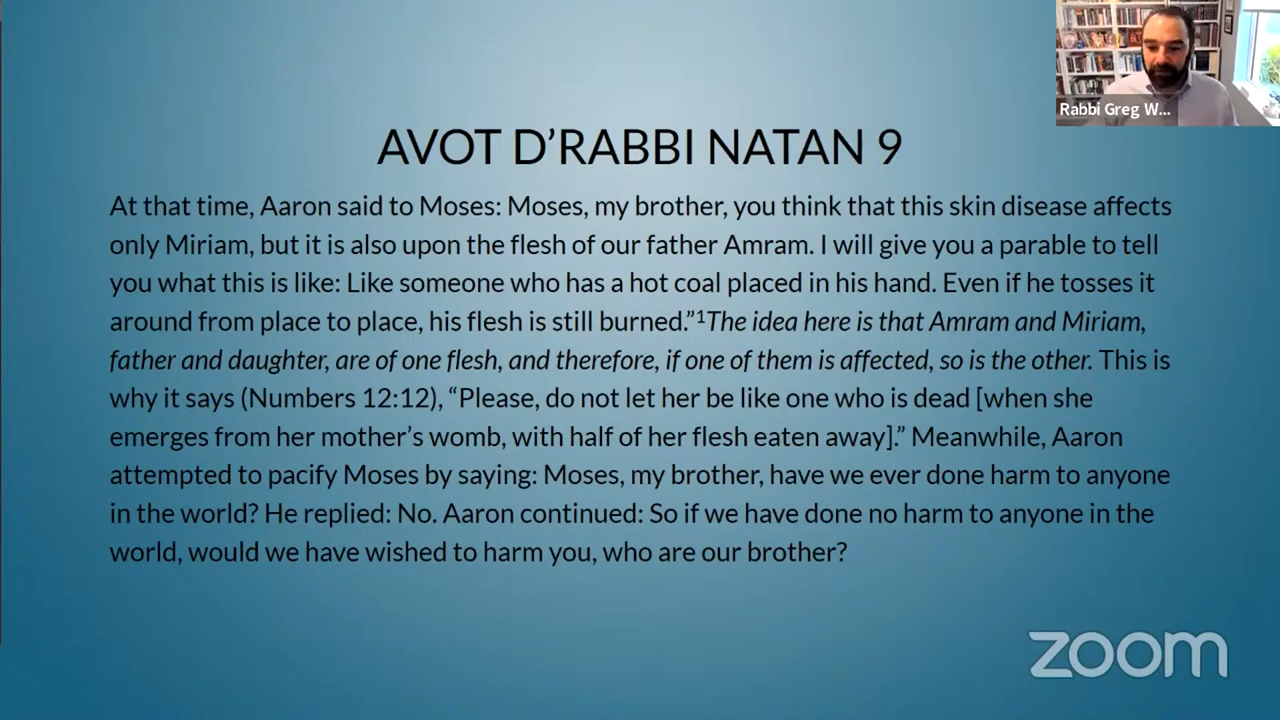 Rabbi Greg W...
AVOT D’RABBI NATAN 9
At that time, Aaron said to Moses: Moses, my brother, you think that this skin disease affects
only Miriam, but it is also upon the flesh of our father Amram. I will give you a parable to tell
you what this is like: Like someone who has a hot coal placed in his hand. Even if he tosses it
around from place to place, his flesh is still burned.”¹The idea here is that Amram and Miriam,
father and daughter, are of one flesh, and therefore, if one of them is affected, so is the other. This is
why it says (Numbers 12:12), “Please, do not let her be like one who is dead [when she
emerges from her mother’s womb, with half of her flesh eaten away].” Meanwhile, Aaron
attempted to pacify Moses by saying: Moses, my brother, have we ever done harm to anyone
in the world? He replied: No. Aaron continued: So if we have done no harm to anyone in the
world, would we have wished to harm you, who are our brother?
zoom